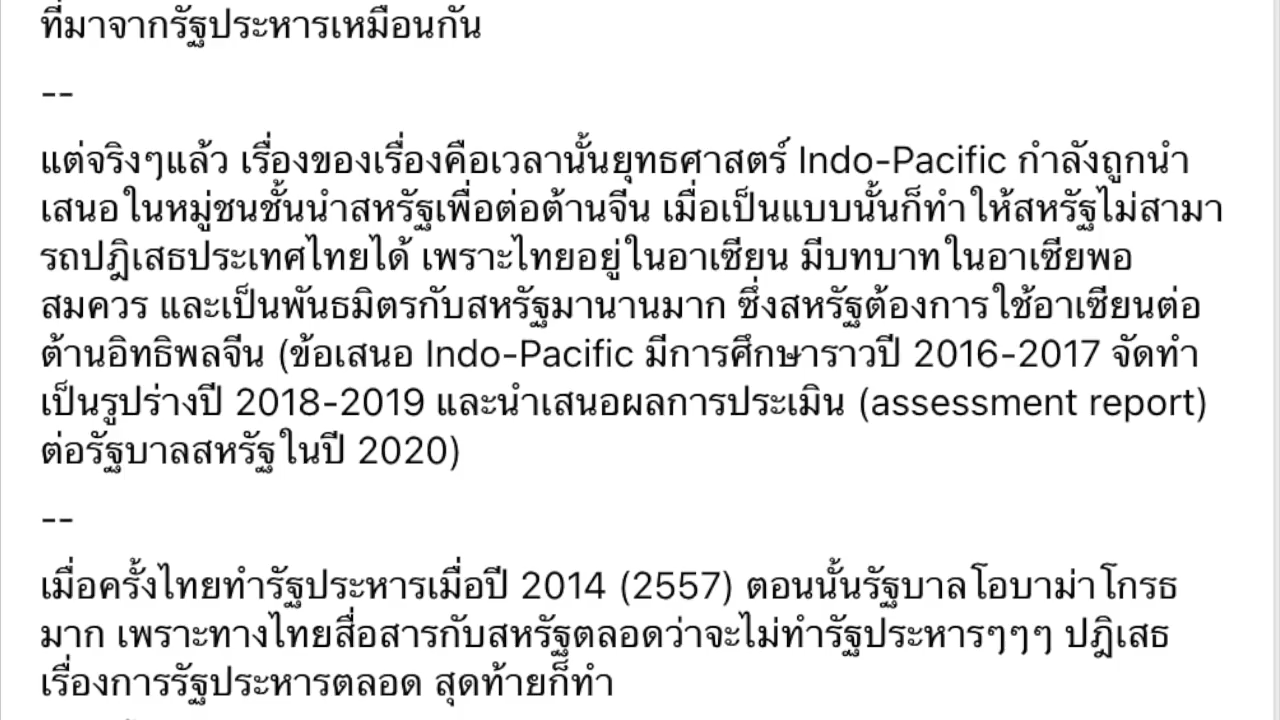 ที่มาจากรัฐประหารเหมือนกัน
--
แต่จริงๆแล้ว เรื่องของเรื่องคือเวลานั้นยุทธศาสตร์ Indo-Pacific กำลังถูกนำ
เสนอในหมู่ชนชั้นนำสหรัฐเพื่อต่อต้านจีน เมื่อเป็นแบบนั้นก็ทำให้สหรัฐไม่สามา
รถปฎิเสธประเทศไทยได้ เพราะไทยอยู่ในอาเซียน มีบทบาทในอาเซียพอ
สมควร และเป็นพันธมิตรกับสหรัฐมานานมาก ซึ่งสหรัฐต้องการใช้อาเซียนต่อ
ต้านอิทธิพลจีน (ข้อเสนอ Indo-Pacific มีการศึกษาราวปี 2016-2017 จัดทำ
เป็นรูปร่างปี 2018-2019 และนำเสนอผลการประเมิน (assessment report)
ต่อรัฐบาลสหรัฐในปี 2020)
--
เมื่อครั้งไทยทำรัฐประหารเมื่อปี 2014 (2557) ตอนนั้นรัฐบาลโอบาม่าโกรธ
มาก เพราะทางไทยสื่อสารกับสหรัฐตลอดว่าจะไม่ทำรัฐประหารๆๆๆ ปฎิเสธ
เรื่องการรัฐประหารตลอด สุดท้ายก็ทำ